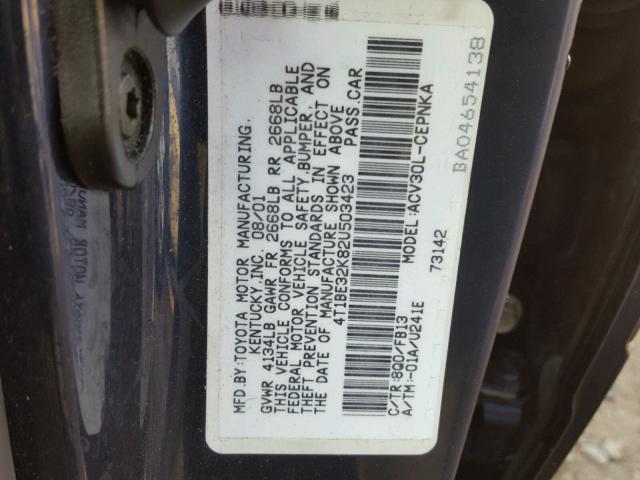 MFD.BY:TOYOTA MOTOR MANUFACTURING.
KENTUCKY,INC. 08/01
GVWR 4134LB GAWR FR 2668LB RR 2668LB
THIS VEHICLE CONFORMS TO ALL APPLICABLE
FEDERAL MOTOR VEHICLE SAFETY,BUMPER, AND
THEFT PREVENTION STANDARDS IN EFFECT ON
THE DATE OF MANUFACTURE SHOWN ABOVE
4T1BE32K82U503423 PASS.CAR
MODEL:ACV30L-CEPNKA
C/TR:8Q0/FB13 73142
A/TM:-01A/U241E
BA04654138